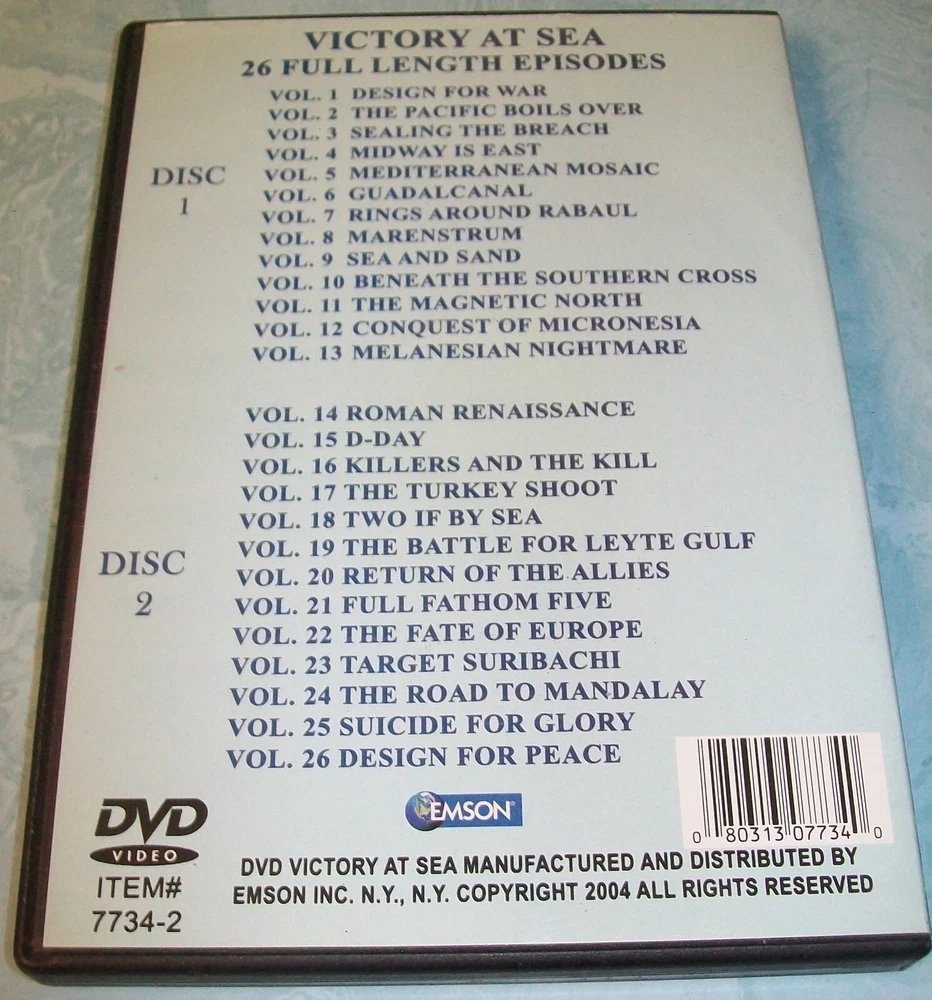 VICTORY AT SEA
26 FULL LENGTH EPISODES
DISC
1
VOL. 1 DESIGN FOR WAR
VOL. 2 THE PACIFIC BOILS OVER
VOL. 3 SEALING THE BREACH
VOL. 4 MIDWAY IS EAST
VOL. 5 MEDITERRANEAN MOSAIC
VOL. 6 GUADALCANAL
VOL. 7 RINGS AROUND RABAUL
VOL. 8 MARENSTRUM
VOL. 9 SEA AND SAND
VOL. 10 BENEATH THE SOUTHERN CROSS
VOL. 11 THE MAGNETIC NORTH
VOL. 12 CONQUEST OF MICRONESIA
VOL. 13 MELANESIAN NIGHTMARE
DISC
2
VOL. 14 ROMAN RENAISSANCE
VOL. 15 D-DAY
VOL. 16 KILLERS AND THE KILL
VOL. 17 THE TURKEY SHOOT
VOL. 18 TWO IF BY SEA
VOL. 19 THE BATTLE FOR LEYTE GULF
VOL. 20 RETURN OF THE ALLIES
VOL. 21 FULL FATHOM FIVE
VOL. 22 THE FATE OF EUROPE
VOL. 23 TARGET SURIBACHI
VOL. 24 THE ROAD TO MANDALAY
VOL. 25 SUICIDE FOR GLORY
VOL. 26 DESIGN FOR PEACE
DVD
VIDEO
ITEM#
7734-2
EMSON
0 80313 07734 0
DVD VICTORY AT SEA MANUFACTURED AND DISTRIBUTED BY
EMSON INC. N.Y., N.Y. COPYRIGHT 2004 ALL RIGHTS RESERVED